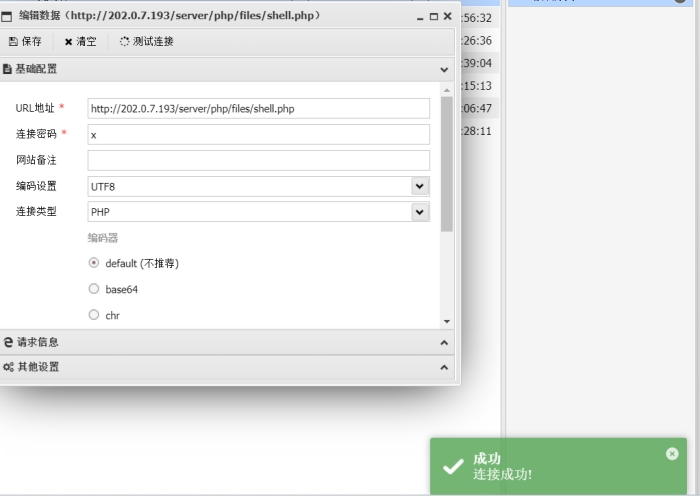 编辑数据（http://202.0.7.193/server/php/files/shell.php）
保存 清空 测试连接
基础配置
URL地址 * http://202.0.7.193/server/php/files/shell.php
连接密码 * x
网站备注
编码设置 UTF8
连接类型 PHP
编码器
default (不推荐)
base64
chr
请求信息
其他设置
:56:32
:26:36
:39:04
:15:13
:06:47
:28:11
成功
连接成功!